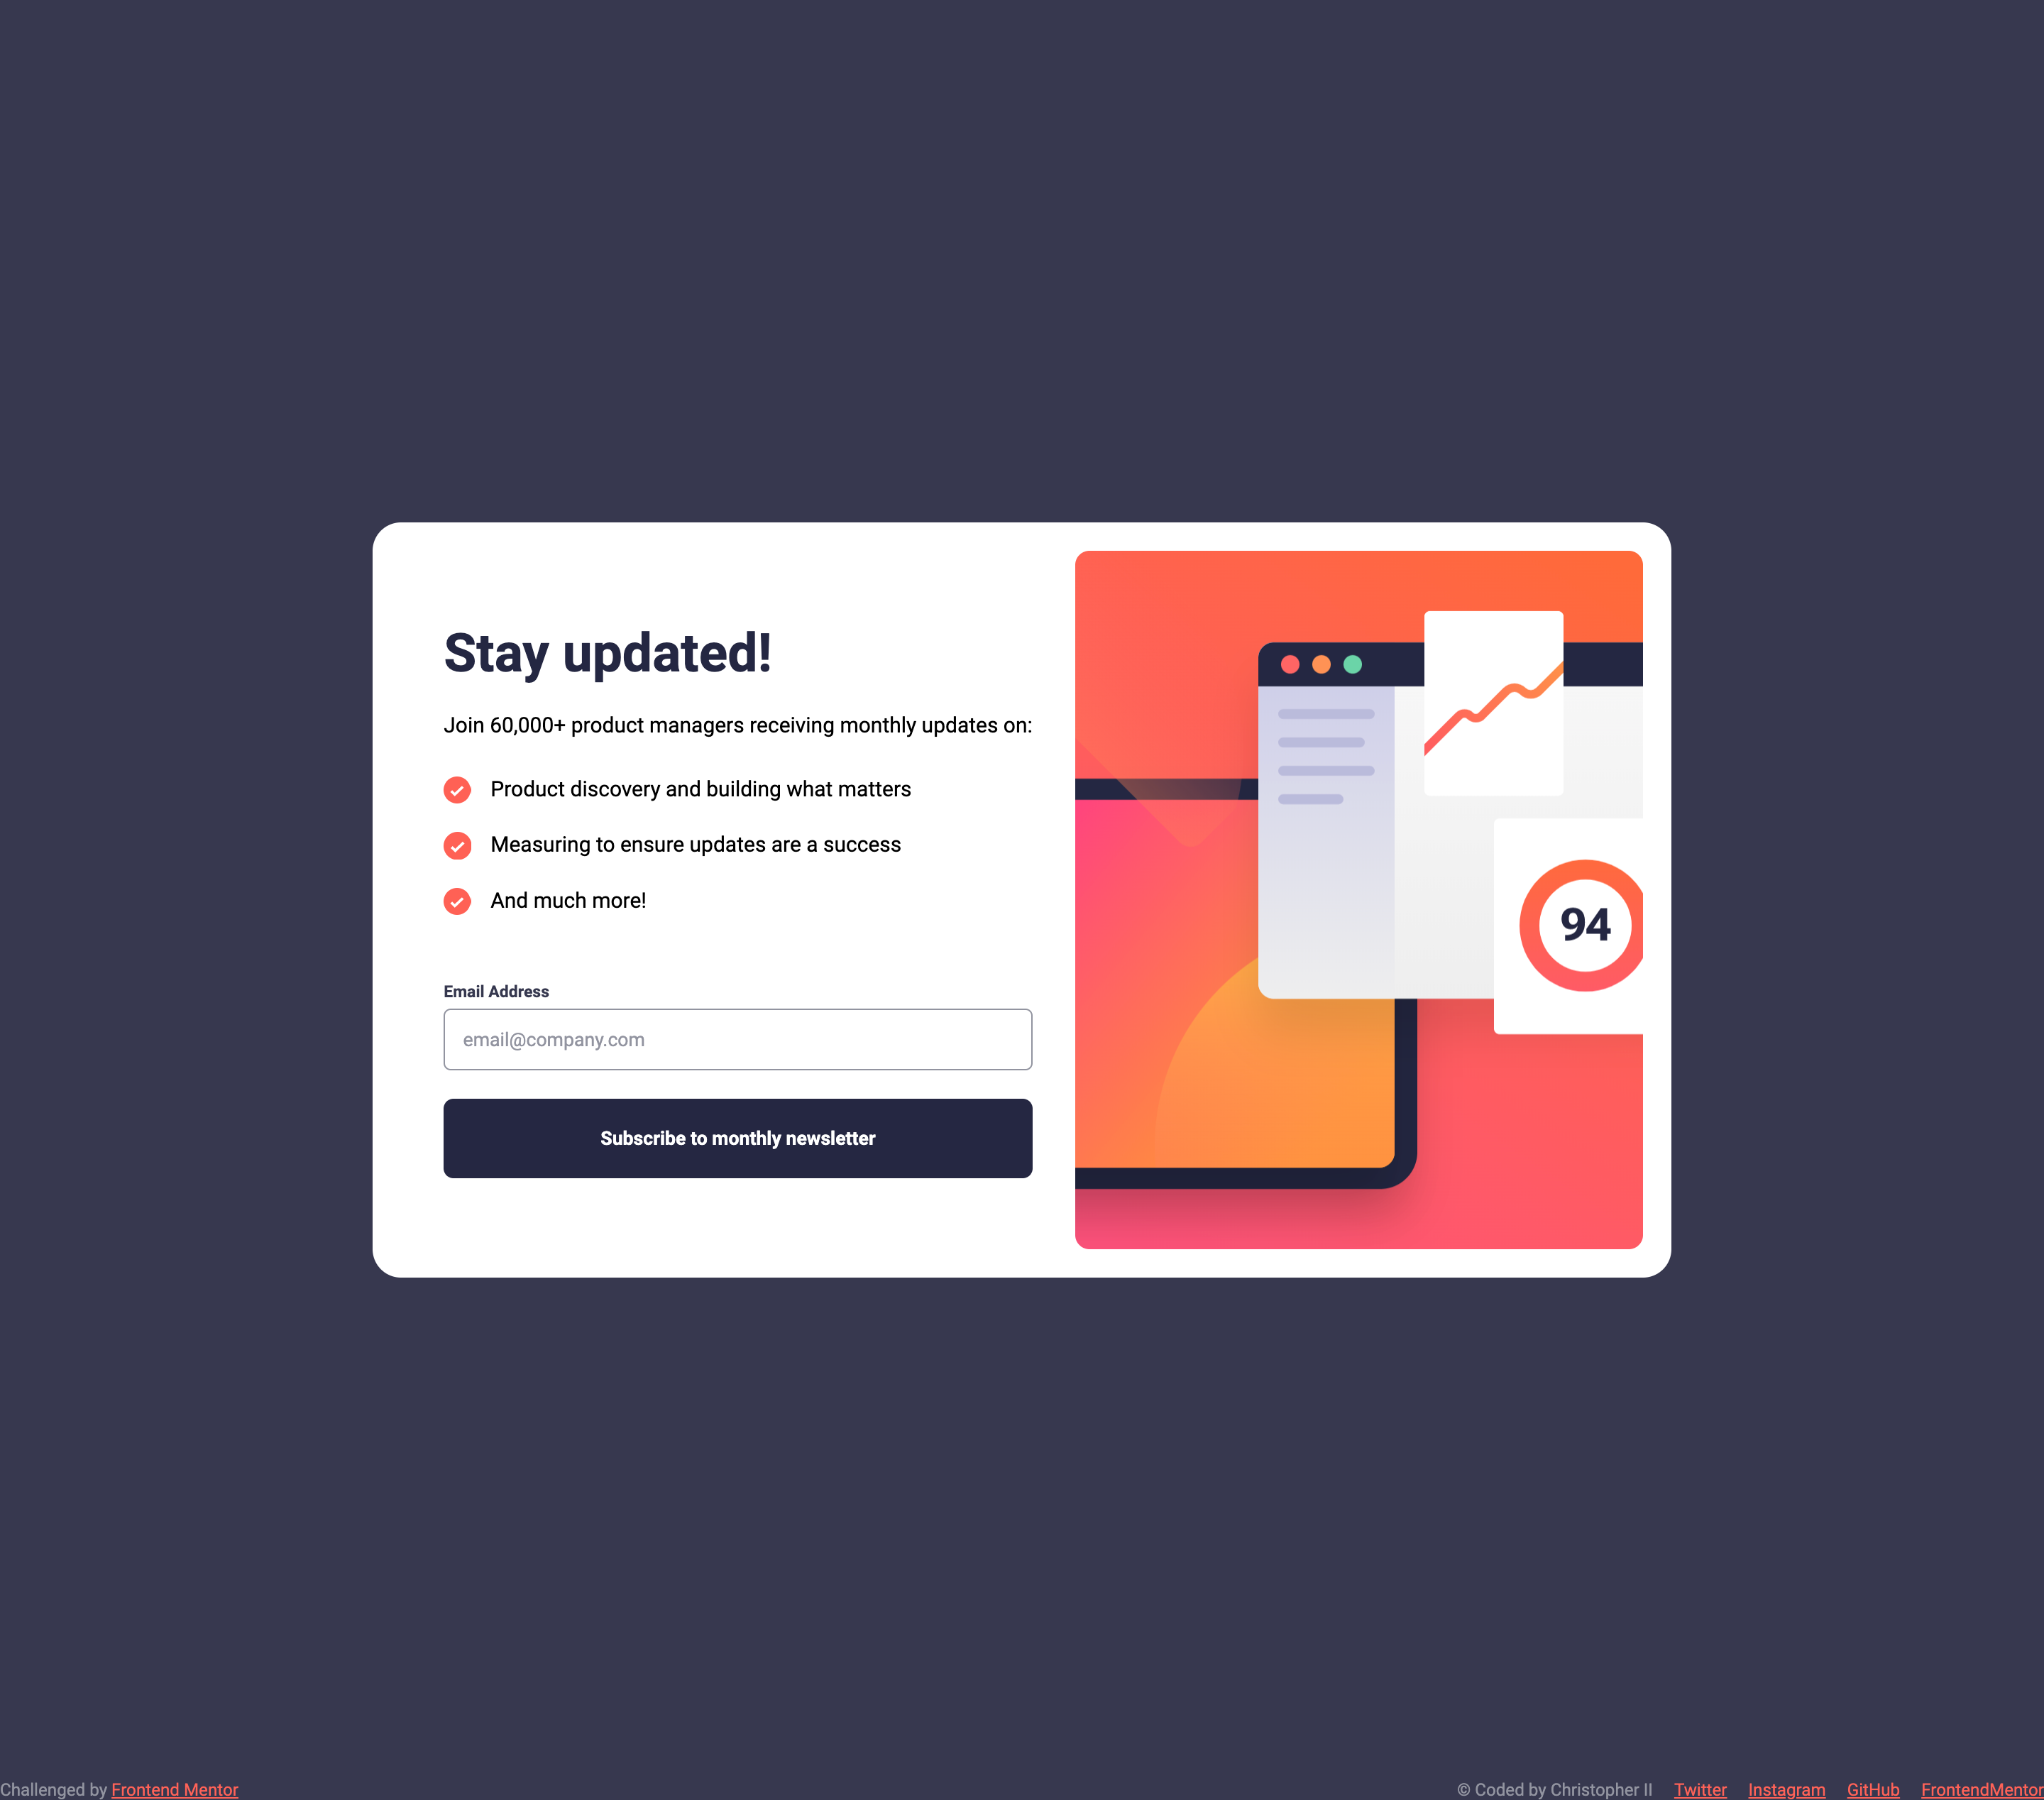 Stay updated!
Join 60,000+ product managers receiving monthly updates on:
Product discovery and building what matters
Measuring to ensure updates are a success
And much more!
Email Address
email@company.com
Subscribe to monthly newsletter
94
Challenged by Frontend Mentor
© Coded by Christopher II Twitter Instagram GitHub FrontendMentor